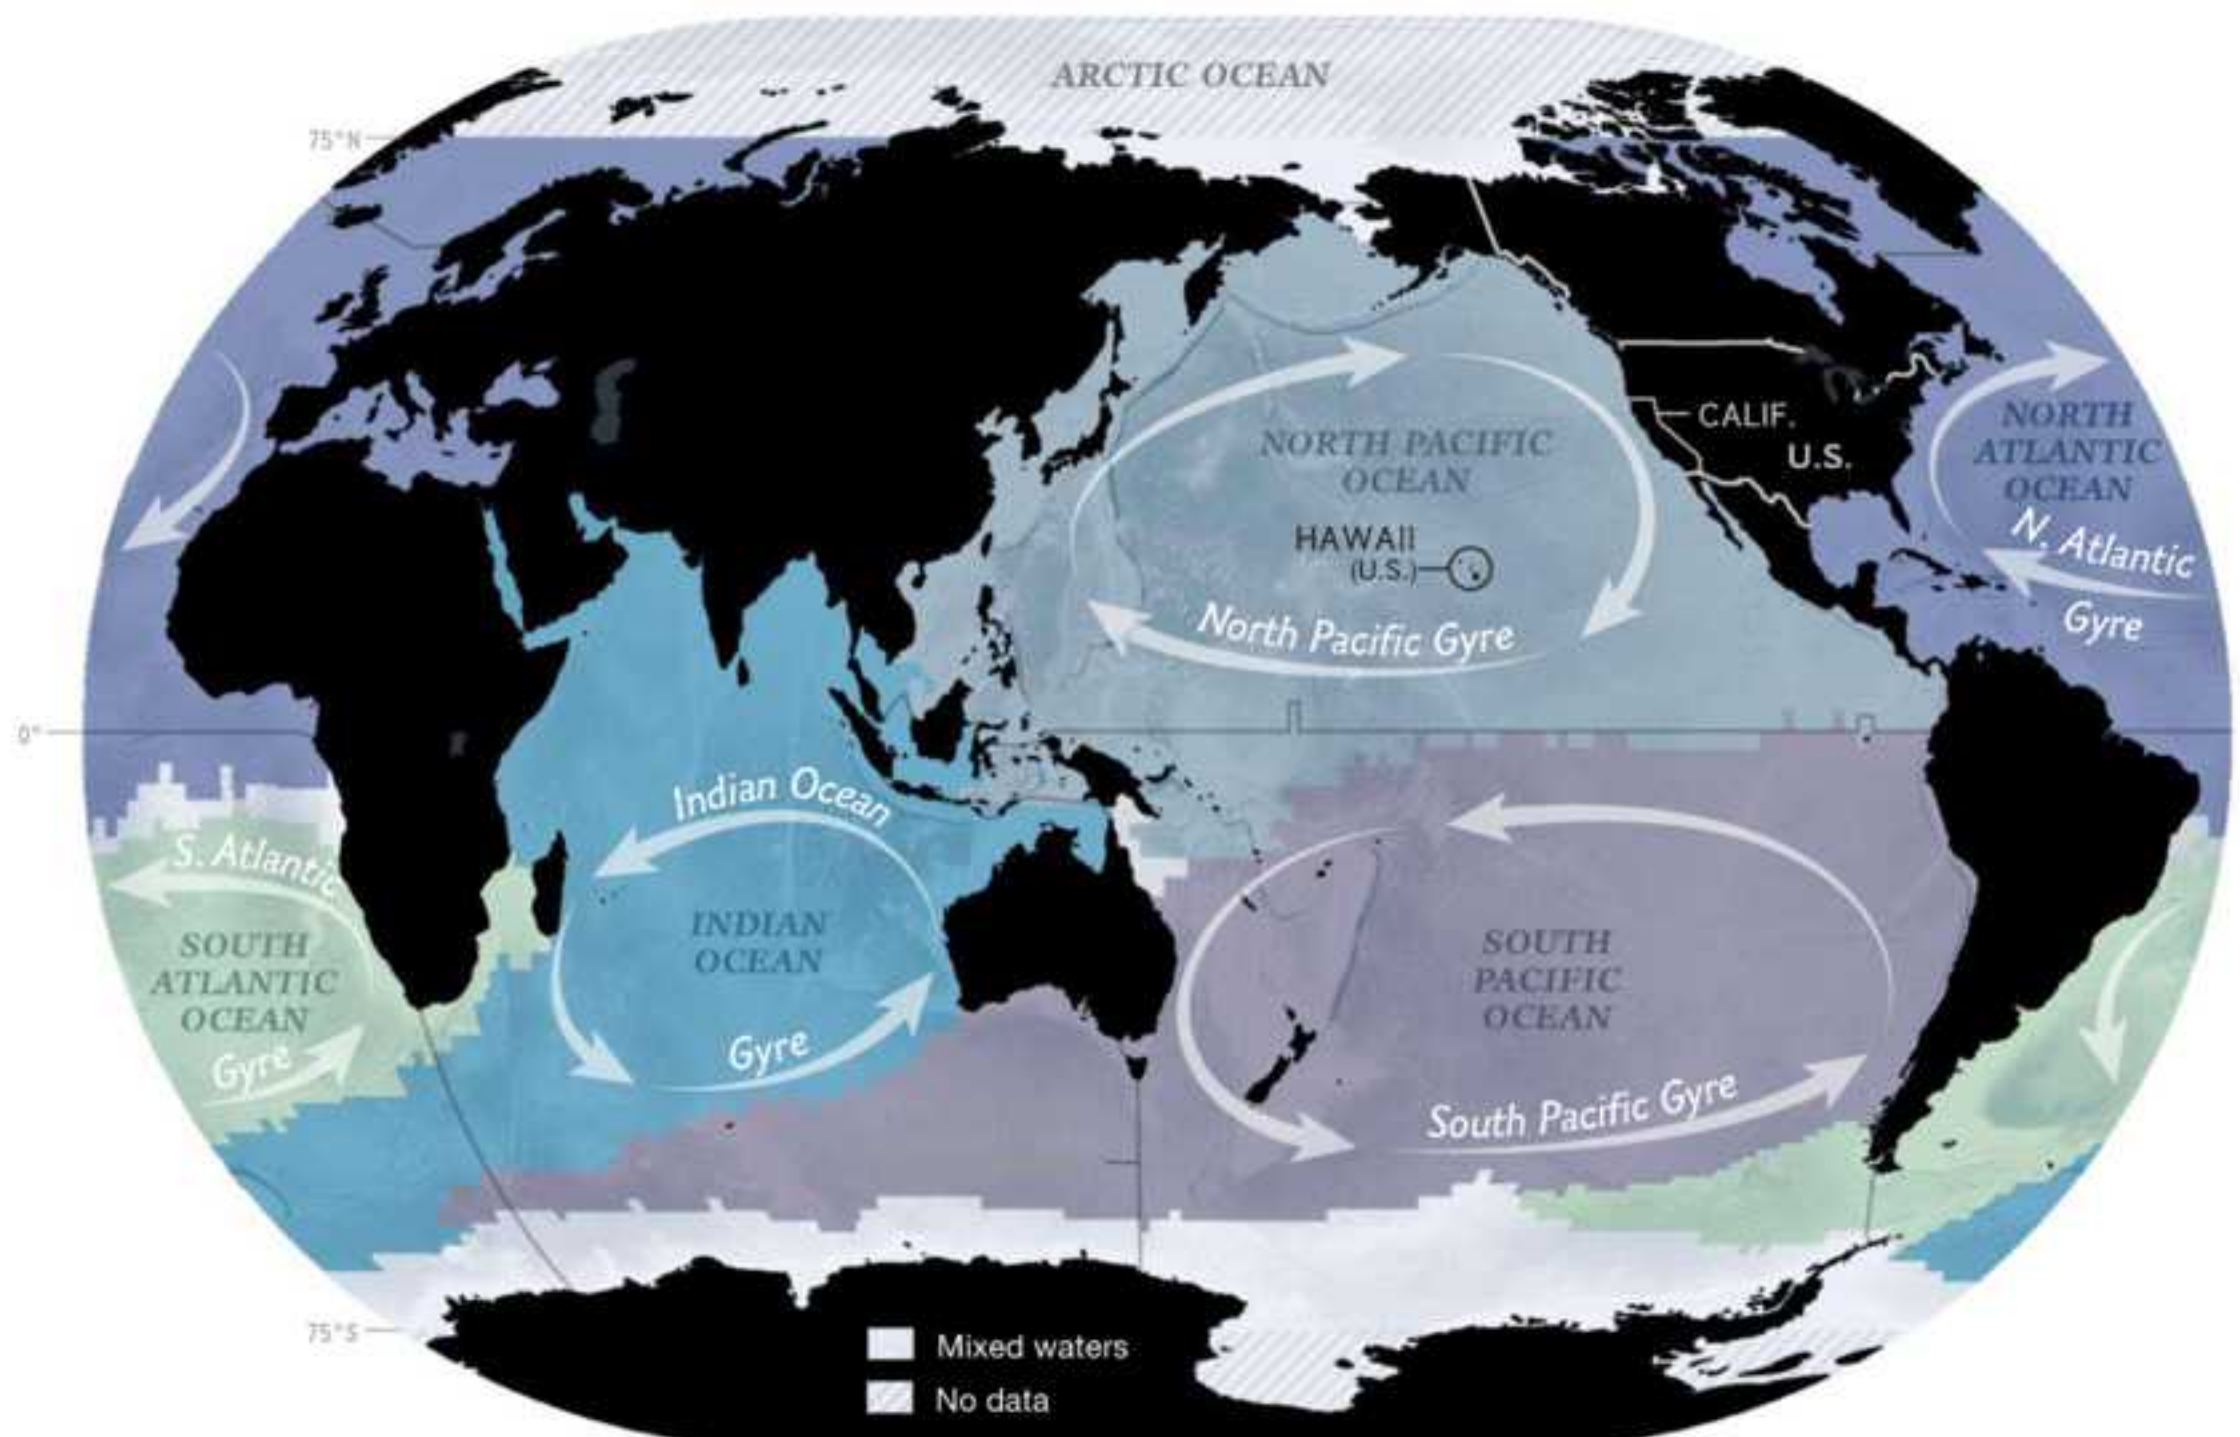 ARCTIC OCEAN
75°N
CALIF.
U.S.
NORTH PACIFIC
OCEAN
HAWAII
(U.S.)
North Pacific Gyre
NORTH
ATLANTIC
OCEAN
N. Atlantic
Gyre
0°
Indian Ocean
INDIAN
OCEAN
Gyre
S. Atlantic
SOUTH
ATLANTIC
OCEAN
Gyre
SOUTH
PACIFIC
OCEAN
South Pacific Gyre
75°S
Mixed waters
No data